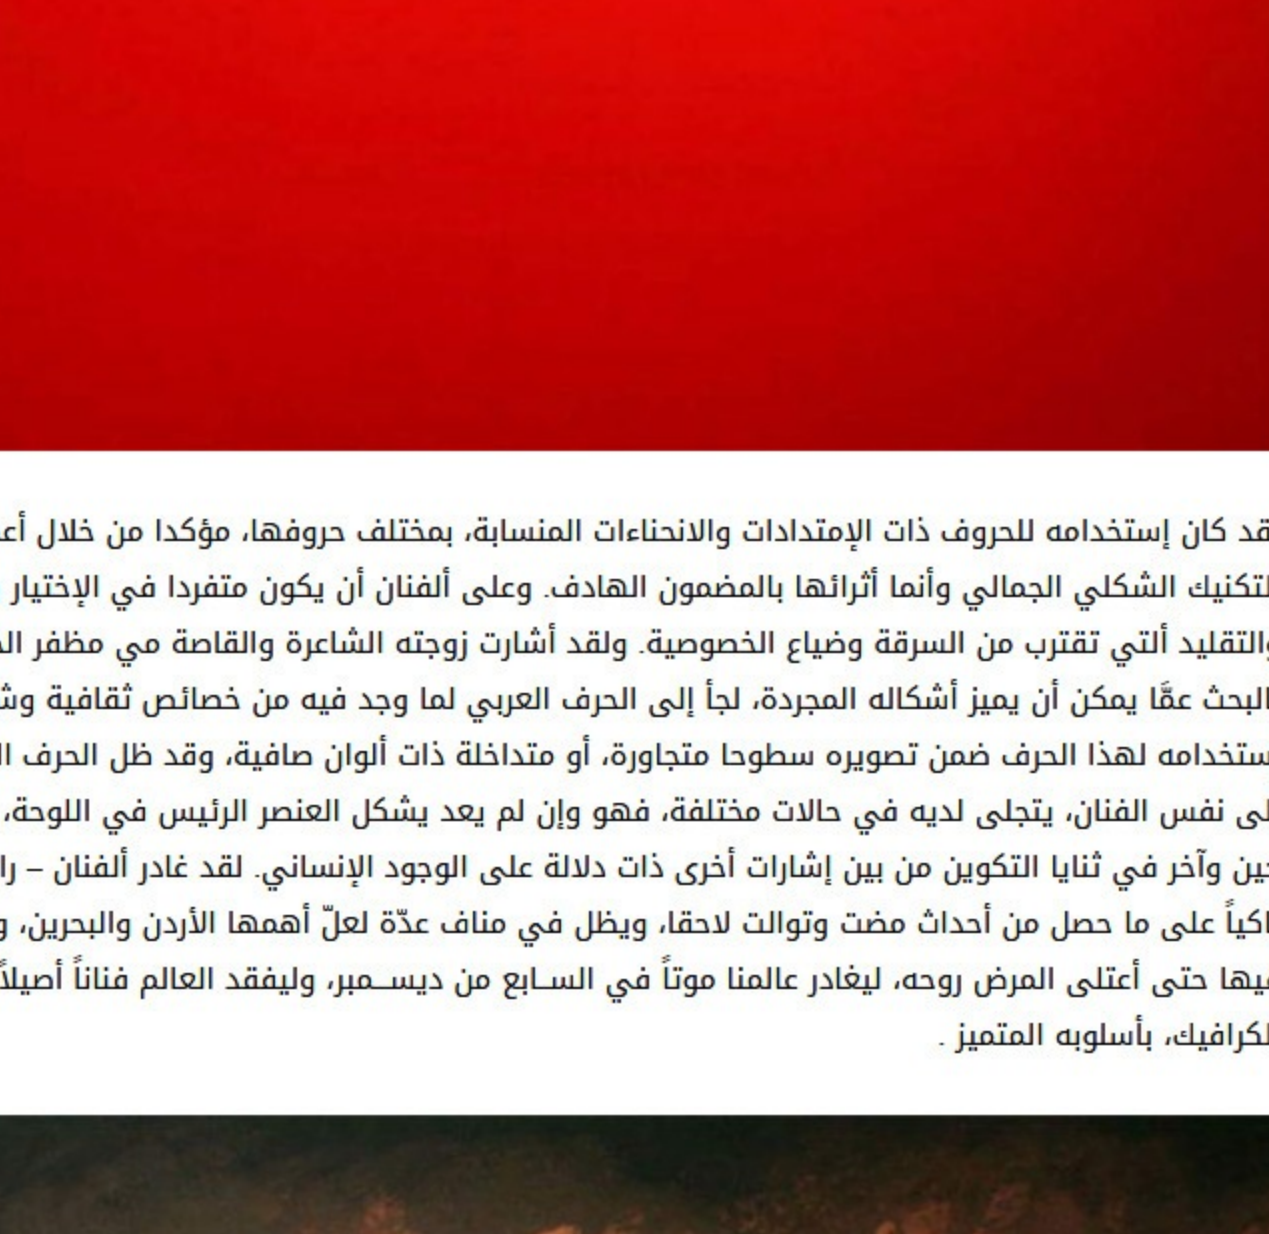 قد كان إستخدامه للحروف ذات الإمتدادات والانحناءات المنسابة، بمختلف حروفها، مؤكدا من خلال
التكنيك الشكلي الجمالي وأنما أثرائها بالمضمون الهادف. وعلى ألفنان أن يكون متفردا في الإختيار
والتقليد ألتي تقترب من السرقة وضياع الخصوصية. ولقد أشارت زوجته الشاعرة والقاصة مي مظفر
البحث عمَّا يمكن أن يميز أشكاله المجردة، لجأ إلى الحرف العربي لما وجد فيه من خصائص ثقافية
ستخدامه لهذا الحرف ضمن تصويره سطوحا متجاورة، أو متداخلة ذات ألوان صافية، وقد ظل الحرف
لى نفس الفنان، يتجلى لديه في حالات مختلفة، فهو وإن لم يعد يشكل العنصر الرئيس في اللوحة،
حين وآخر في ثنايا التكوين من بين إشارات أخرى ذات دلالة على الوجود الإنساني. لقد غادر ألفنان –
اكياً على ما حصل من أحداث مضت وتوالت لاحقا، ويظل في مناف عدّة لعلّ أهمها الأردن والبحرين،
فيها حتى أعتلى المرض روحه، ليغادر عالمنا موتاً في السـابع من ديسـمبر، وليفقد العالم فناناً أصيلاً
لكرافيك، بأسلوبه المتميز .